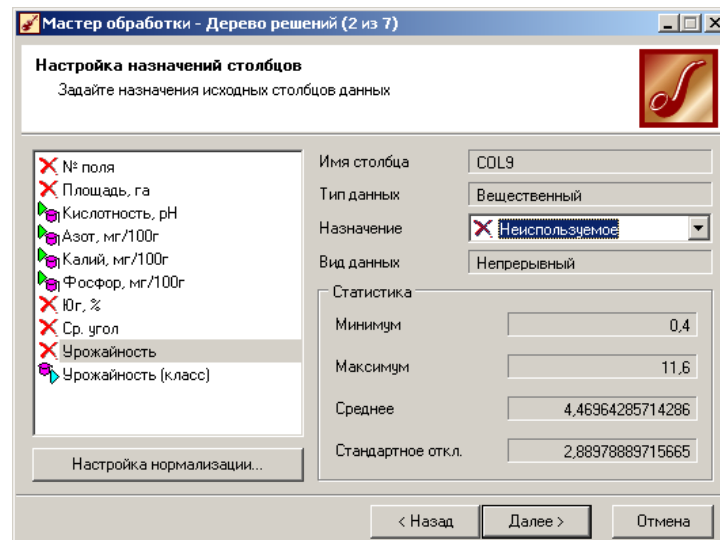 Мастер обработки - Дерево решений (2 из 7)
Настройка назначений столбцов
Задайте назначения исходных столбцов данных
№ поля
Площадь, га
Кислотность, pH
Азот, мг/100г
Калий, мг/100г
Фосфор, мг/100г
Юг, %
Ср. угол
Урожайность
Урожайность (класс)
Настройка нормализации...
Имя столбца COL9
Тип данных Вещественный
Назначение Неиспользуемое
Вид данных Непрерывный
Статистика
Минимум 0,4
Максимум 11,6
Среднее 4,46964285714286
Стандартное откл. 2,88978889715665
< Назад Далее > Отмена